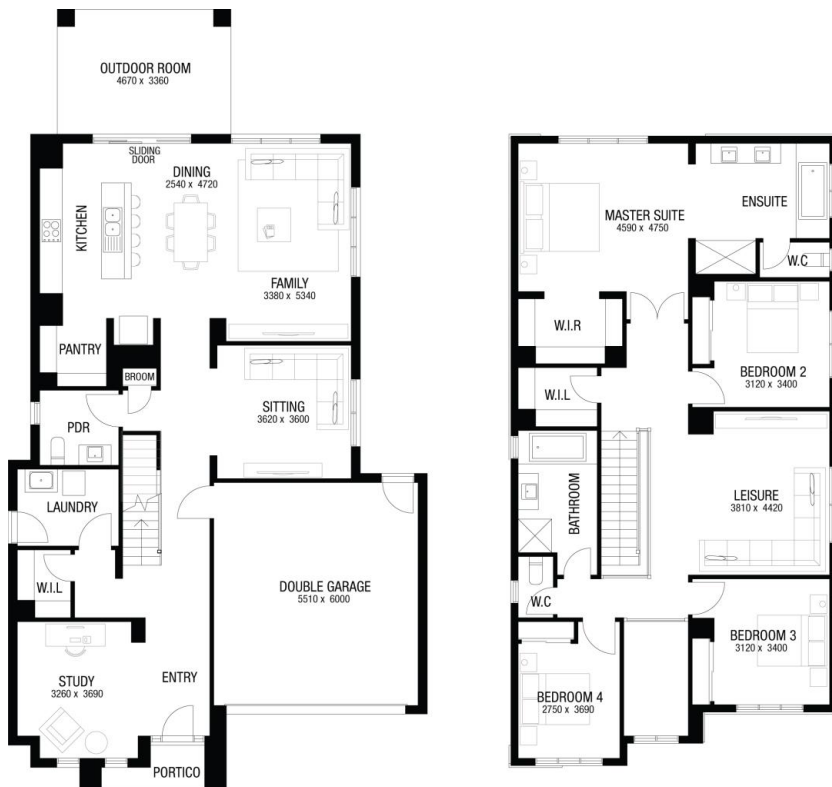 OUTDOOR ROOM
4670 x 3360
SLIDING
DOOR
DINING
2540 x 4720
KITCHEN
FAMILY
3380 x 5340
PANTRY
BROOM
PDR
SITTING
3620 x 3600
LAUNDRY
W.I.L
DOUBLE GARAGE
5510 x 6000
STUDY
3260 x 3690
ENTRY
PORTICO
MASTER SUITE
4590 x 4750
ENSUITE
W.C
W.I.R
BEDROOM 2
3120 x 3400
W.I.L
BATHROOM
LEISURE
3810 x 4420
W.C
BEDROOM 3
3120 x 3400
BEDROOM 4
2750 x 3690